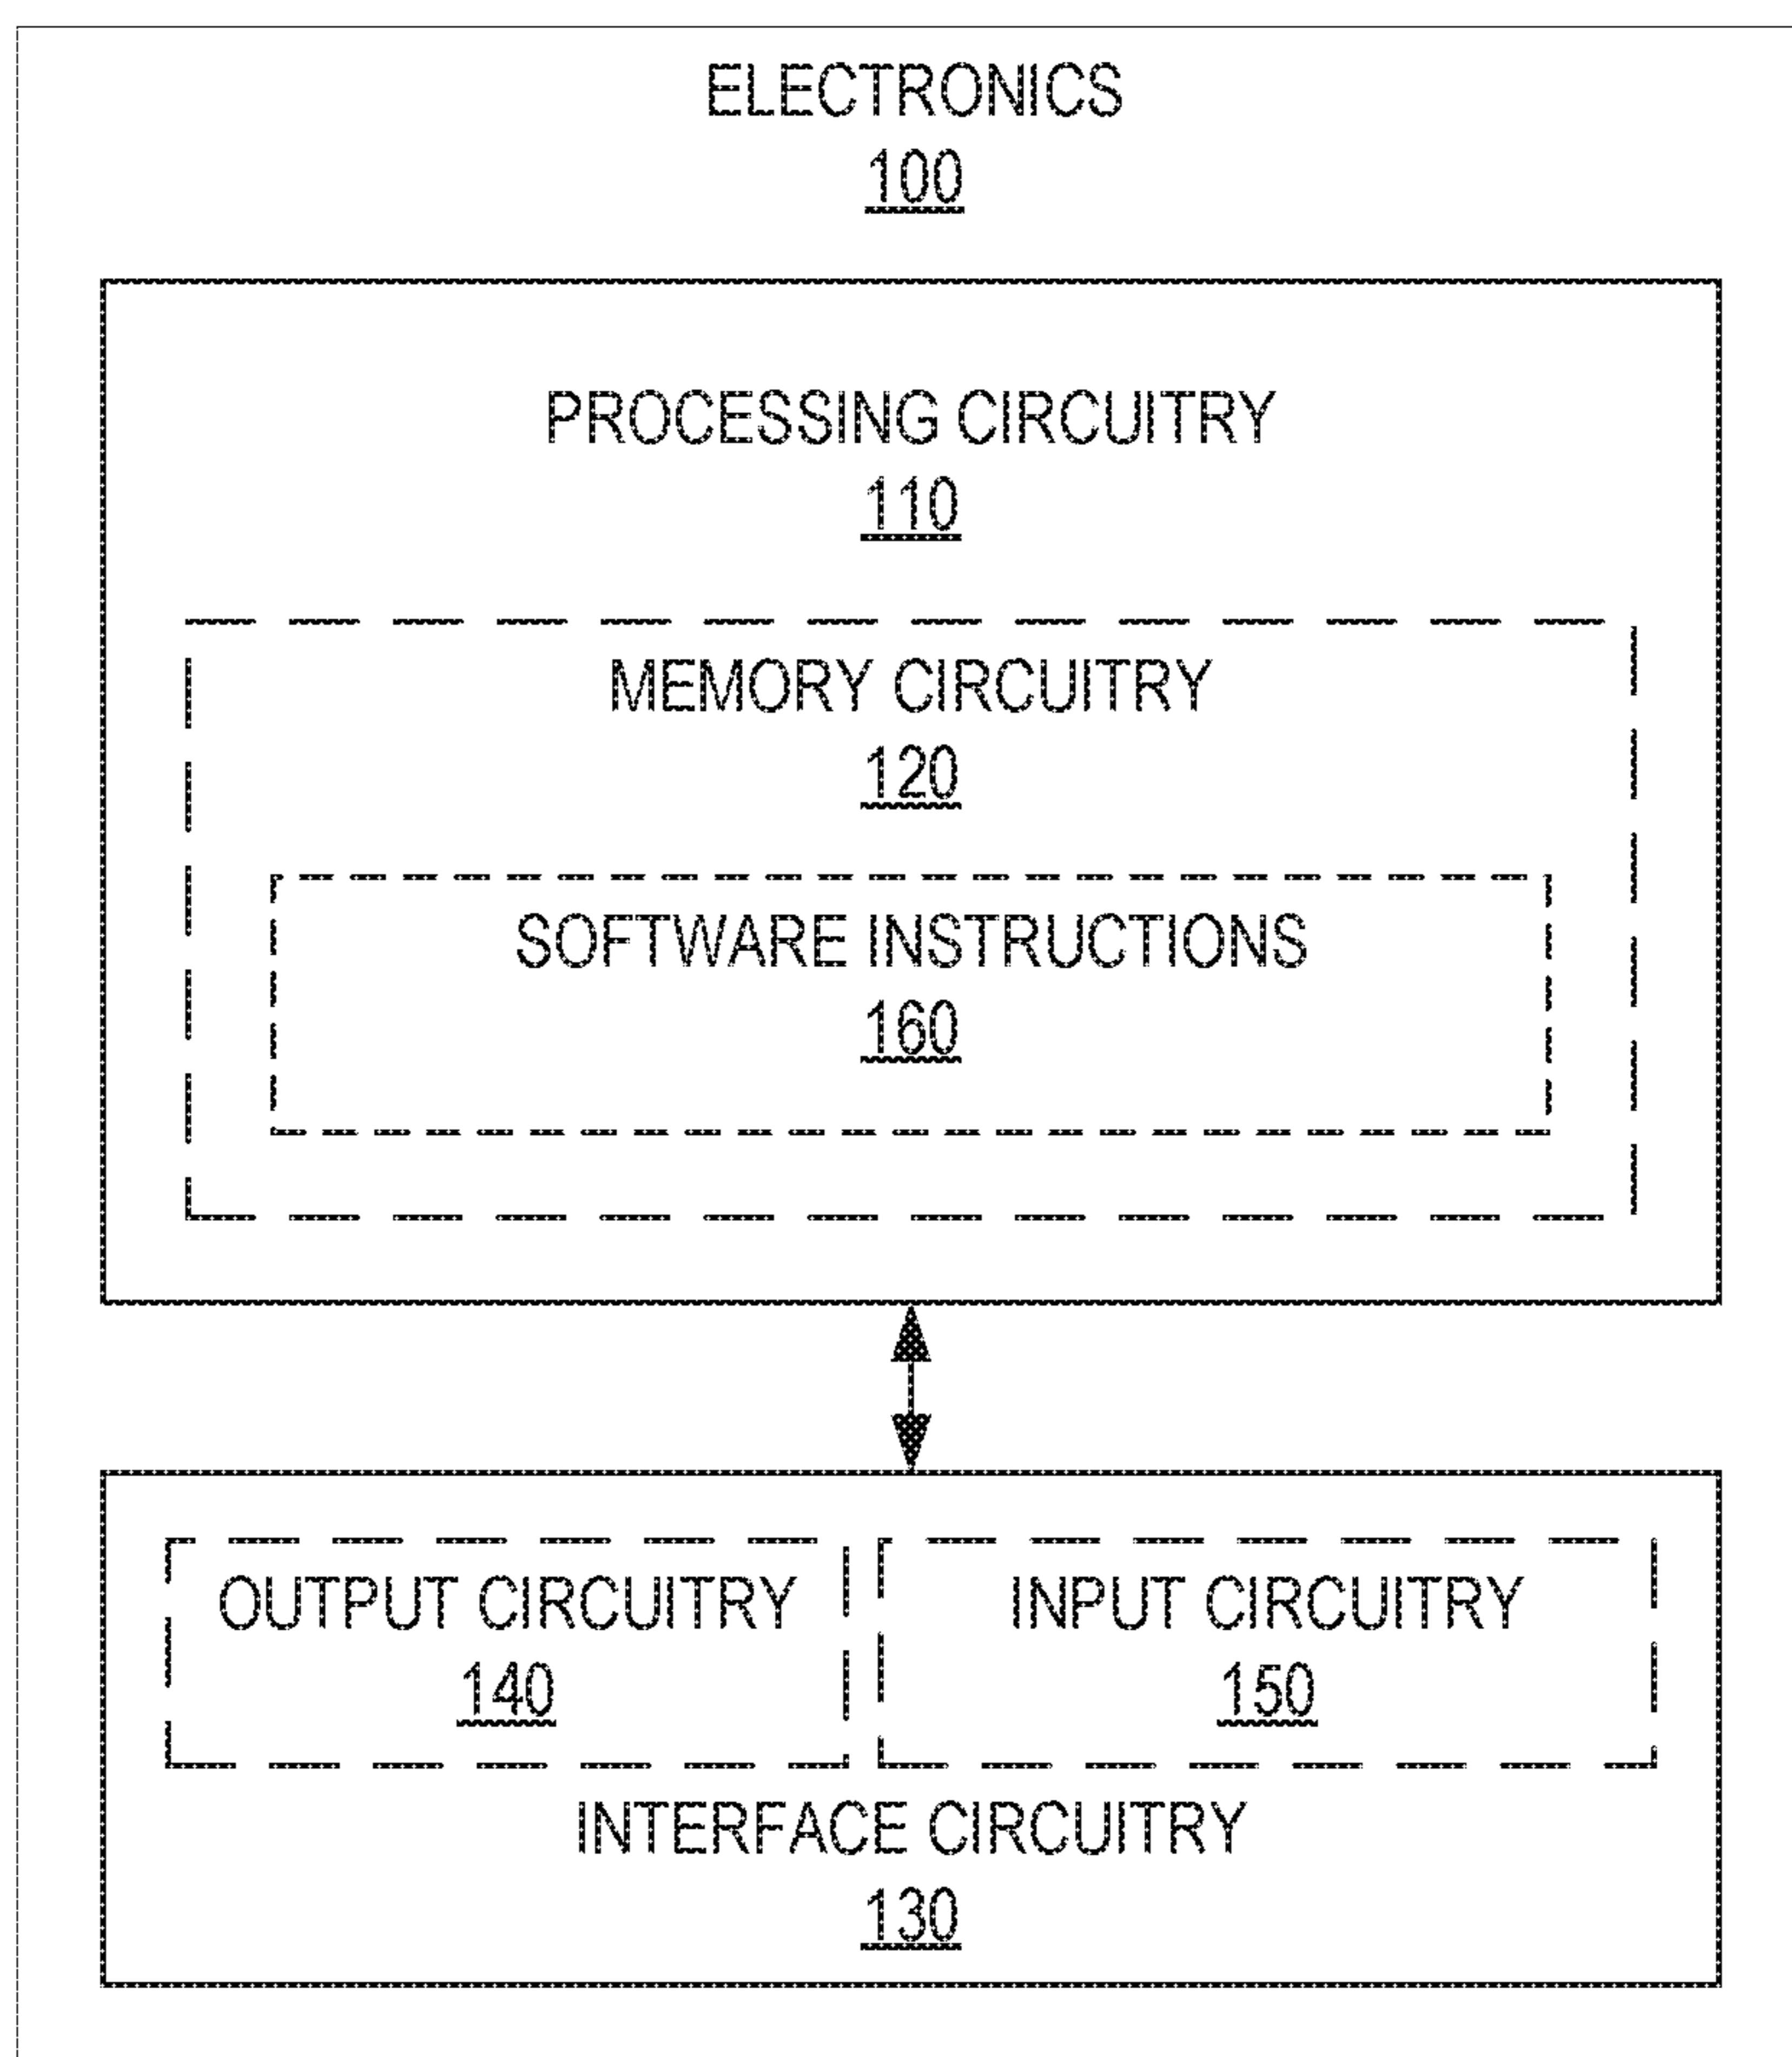 ELECTRONICS
100
PROCESSING CIRCUITRY
110
MEMORY CIRCUITRY
120
SOFTWARE INSTRUCTIONS
160
OUTPUT CIRCUITRY
140
INPUT CIRCUITRY
150
INTERFACE CIRCUITRY
130